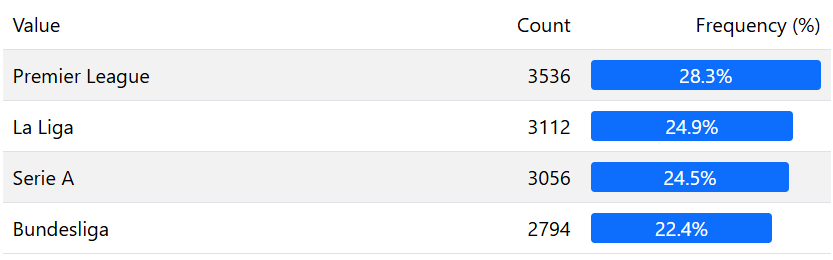 Value Count Frequency (%)
Premier League 3536 28.3%
La Liga 3112 24.9%
Serie A 3056 24.5%
Bundesliga 2794 22.4%